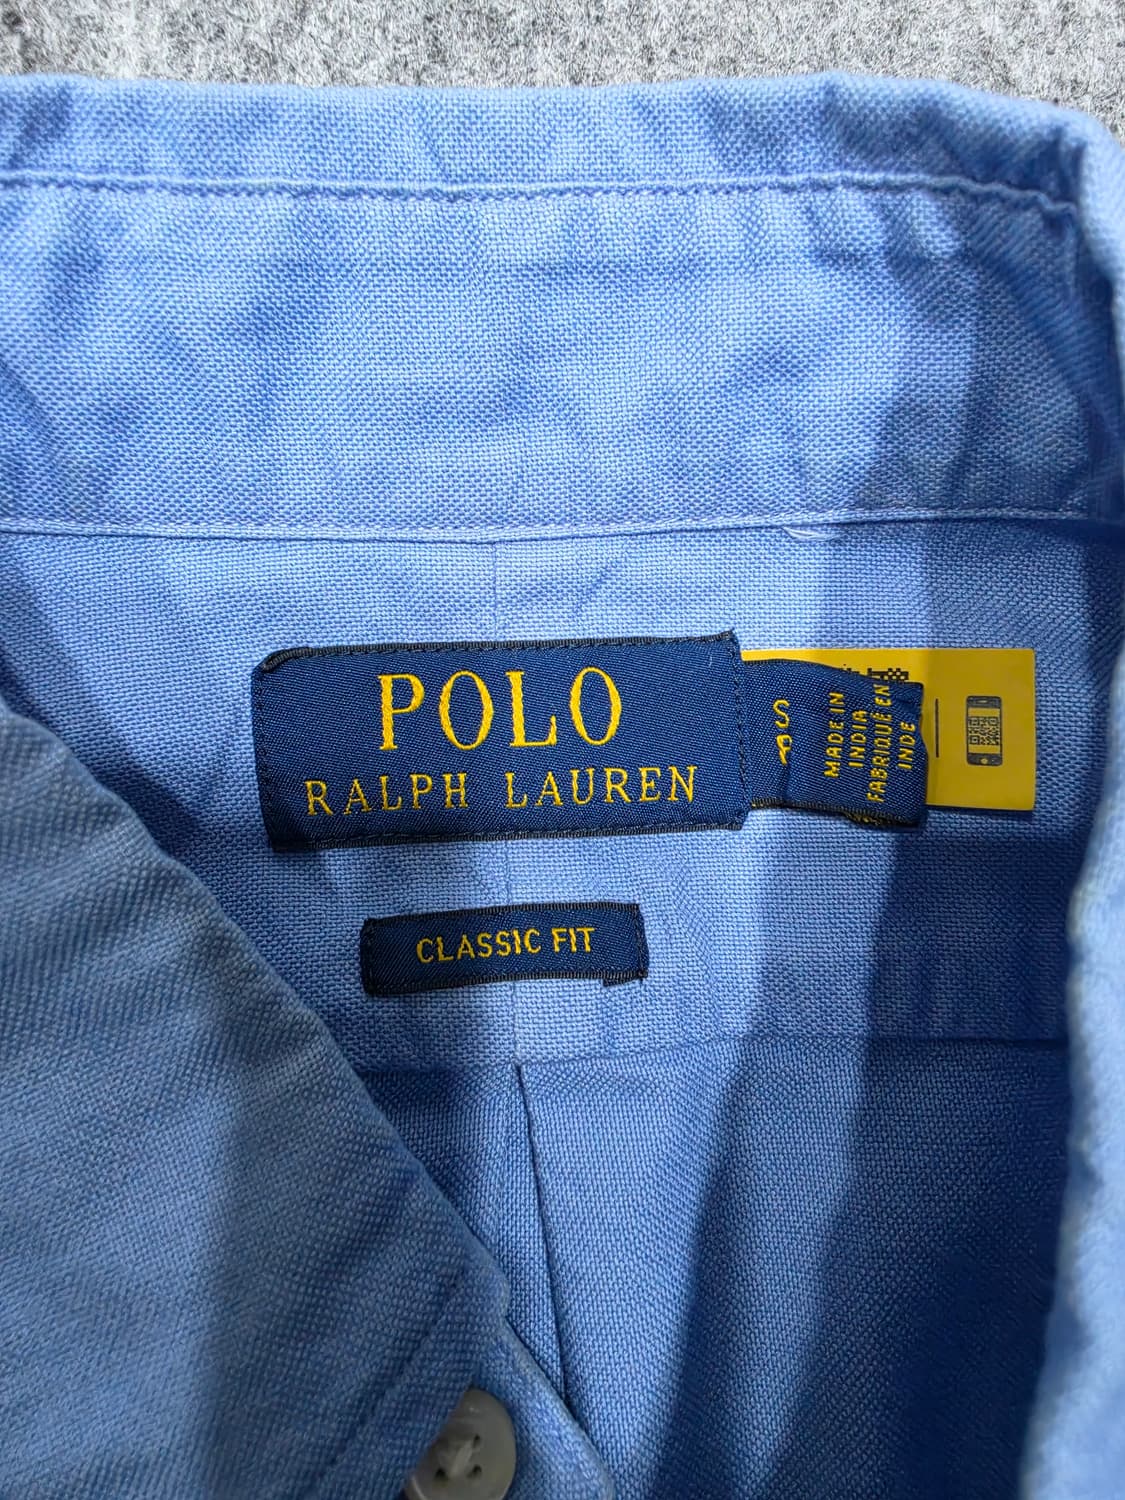 POLO
RALPH LAUREN
S
P
MADE IN
INDIA
FABRIQUÉ EN
INDE
CLASSIC FIT